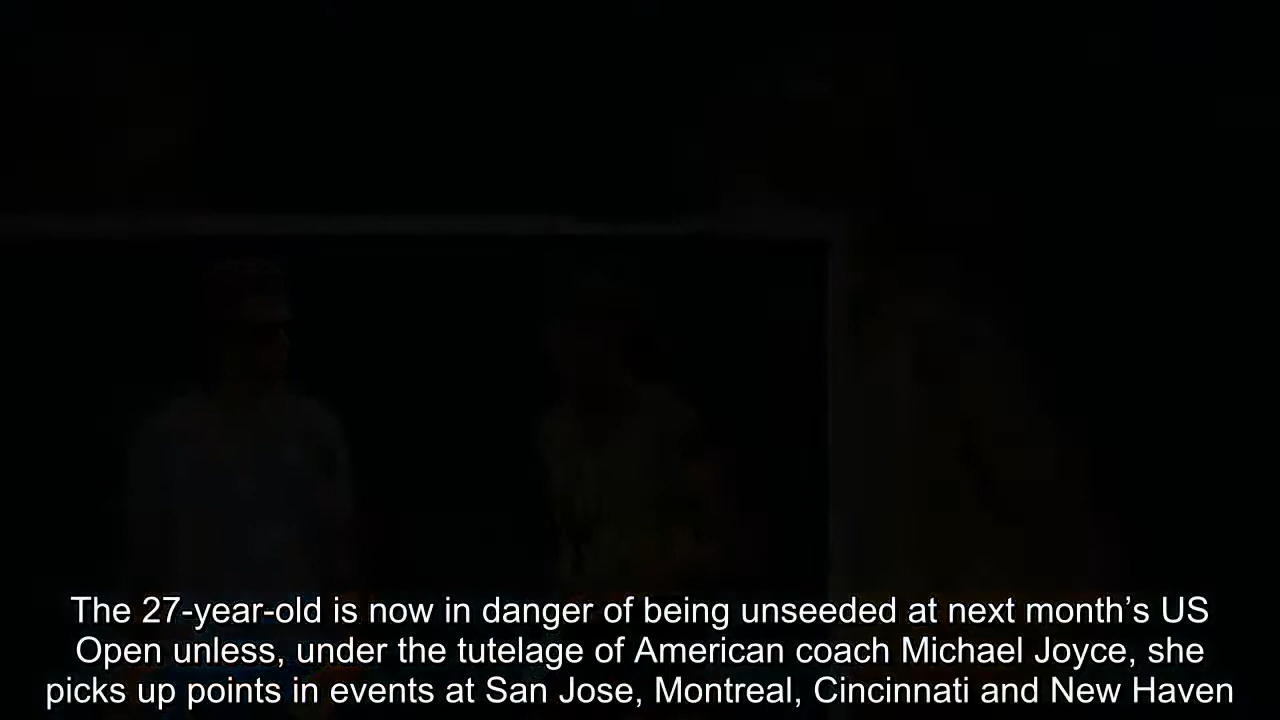 The 27-year-old is now in danger of being unseeded at next month’s US
Open unless, under the tutelage of American coach Michael Joyce, she
picks up points in events at San Jose, Montreal, Cincinnati and New Haven